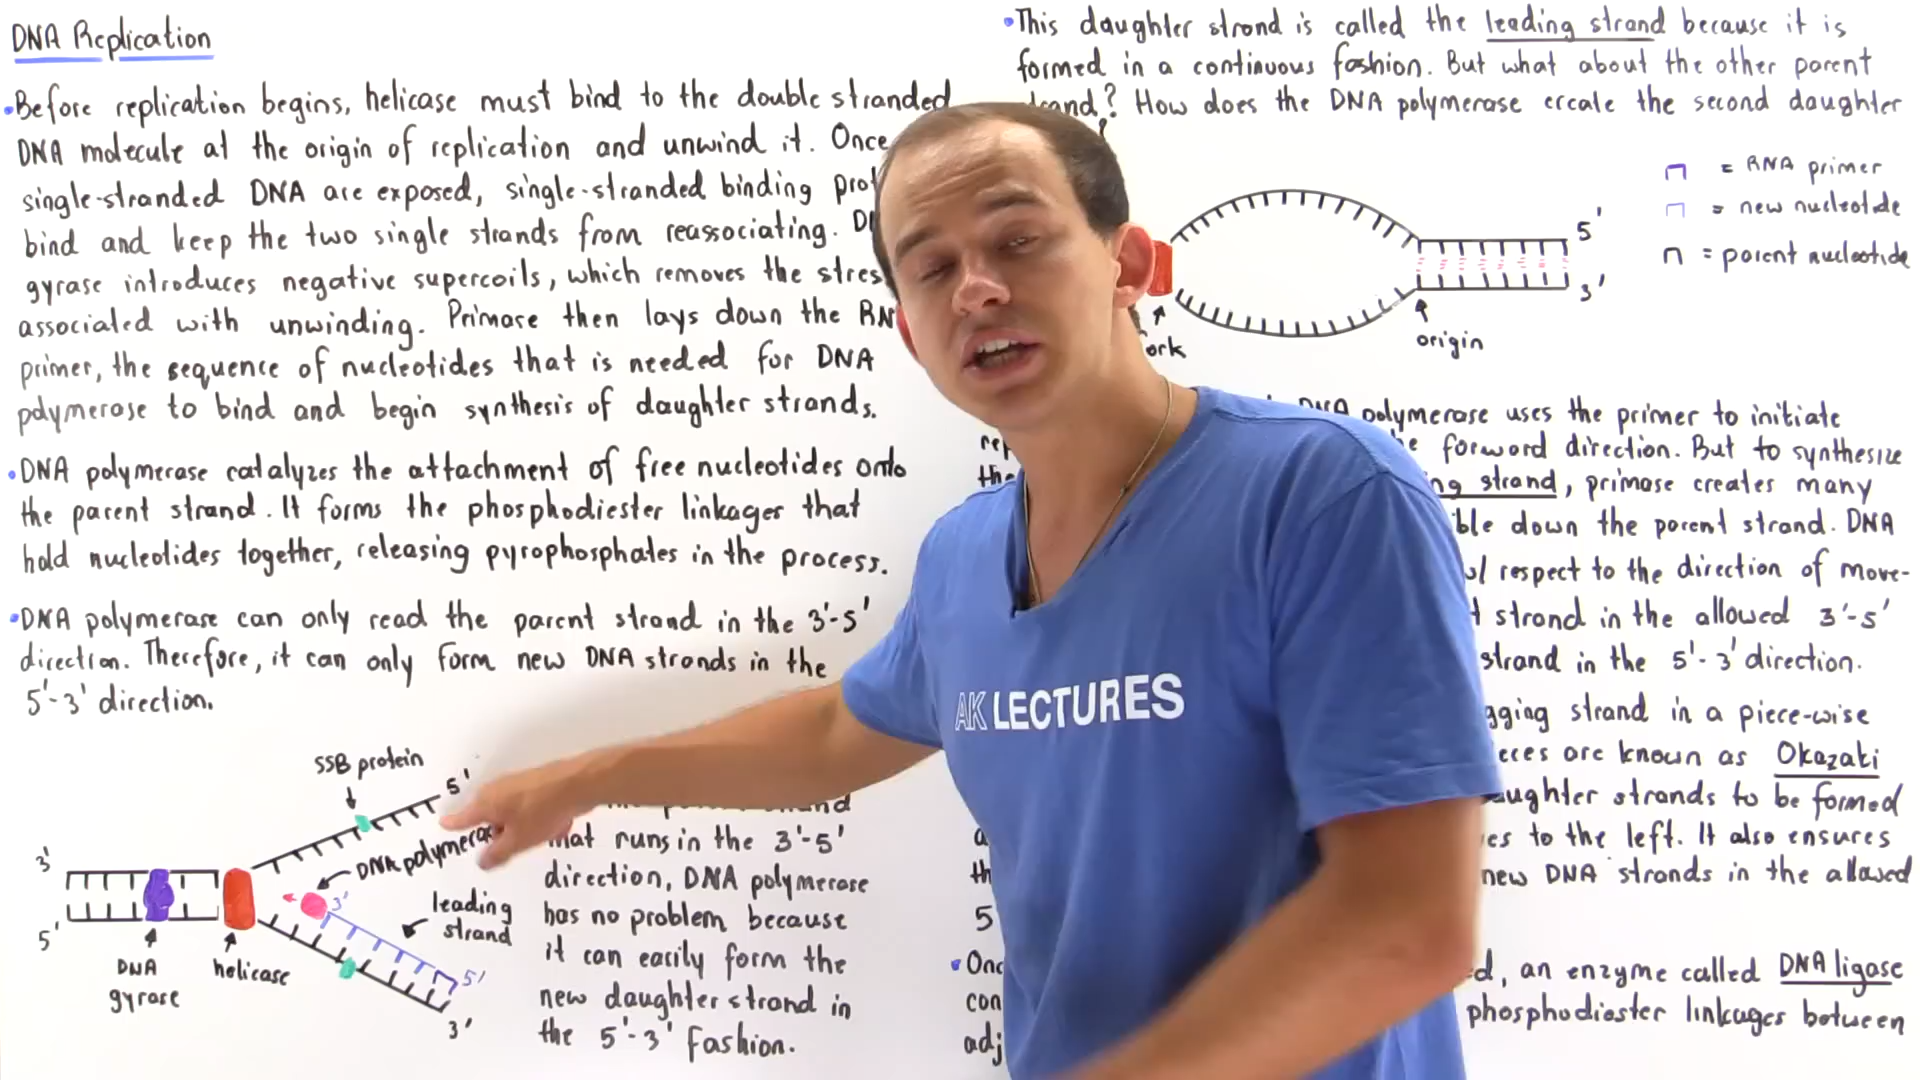 DNA Replication
•Before replication begins, helicase must bind to the double stranded
DNA molecule at the origin of replication and unwind it. Once
single-stranded DNA are exposed, single-stranded binding
bind and keep the two single strands from reassociating.
gyrase introduces negative supercoils, which removes the
associated with unwinding. Primase then lays down the
primer, the sequence of nucleotides that is needed for DNA
polymerase to bind and begin synthesis of daughter strands.
•DNA polymerase catalyzes the attachment of free nucleotides onto
the parent strand. It forms the phosphodiester linkages that
hold nucleotides together, releasing pyrophosphates in the process.
•DNA polymerase can only read the parent strand in the 3'-5'
direction. Therefore, it can only form new DNA strands in the
5'-3' direction.
SSB protein
5'
DNA
3'
3'
leading
strand
5'
5'
DNA
gyrase
helicase
3'
that runs in the 3'-5'
direction, DNA polymerase
has no problem because
it can easily form the
new daughter strand in
the 5'-3' fashion.
•This daughter strand is called the leading strand because it is
formed in a continuous fashion. But what about the other parent
? How does the DNA polymerase create the second daughter
= RNA primer
= new nucleotide
= parent nucleotide
5'
3'
origin
DNA polymerase uses the primer to initiate
forward direction. But to synthesize
the
strand, primase creates many
down the parent strand. DNA
w/ respect to the direction of move-
strand in the allowed 3'-5'
strand in the 5'-3' direction.
strand in a piece-wise
are known as Okazaki
strands to be formed
to the left. It also ensures
new DNA strands in the allowed
5
•
, an enzyme called DNA ligase
phosphodiester linkages between
AK LECTURES